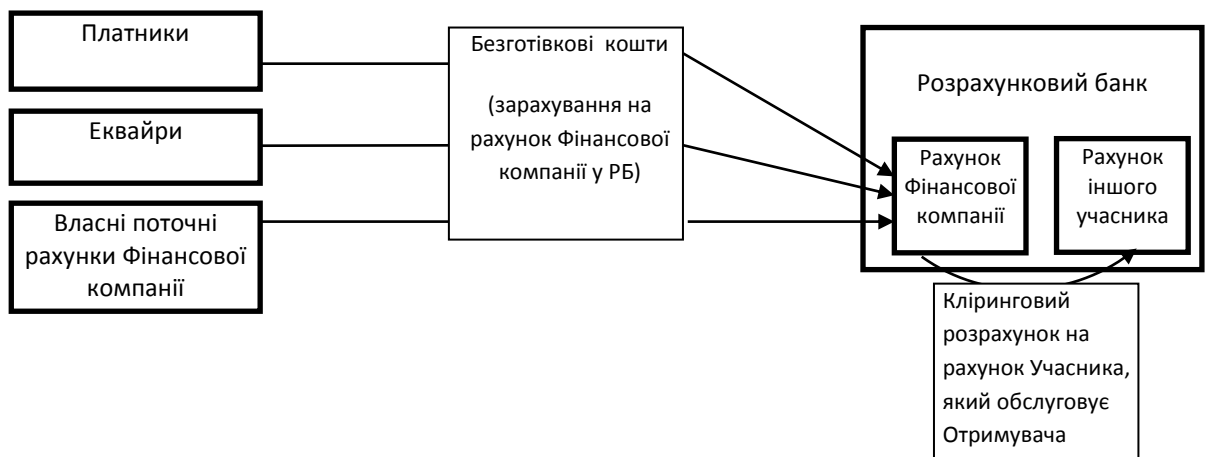 Платники
Еквайри
Власні поточні
рахунки Фінансової
компанії
Безготівкові кошти
(зарахування на
рахунок Фінансової
компанії у РБ)
Розрахунковий банк
Рахунок
Фінансової
компанії
Рахунок
іншого
учасника
Кліринговий
розрахунок на
рахунок Учасника,
який обслуговує
Отримувача